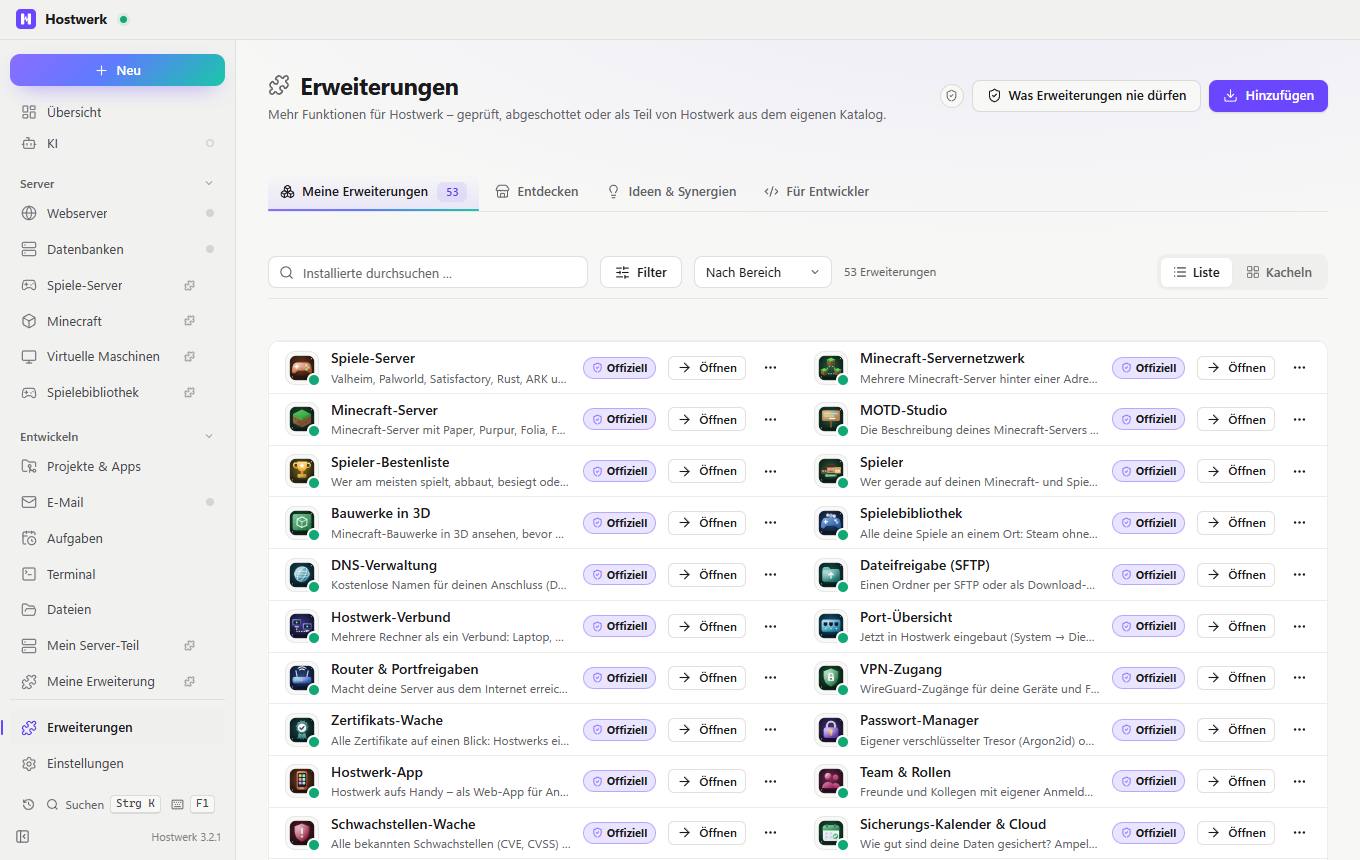 Hostwerk
Neu
Übersicht
KI
Server
Webserver
Datenbanken
Spiele-Server
Minecraft
Virtuelle Maschinen
Spielebibliothek
Entwickeln
Projekte & Apps
E-Mail
Aufgaben
Terminal
Dateien
Mein Server-Teil
Meine Erweiterung
Erweiterungen
Einstellungen
Suchen Strg K F1
Hostwerk 3.2.1
Erweiterungen
Mehr Funktionen für Hostwerk – geprüft, abgeschottet oder als Teil von Hostwerk aus dem eigenen Katalog.
Was Erweiterungen nie dürfen
Hinzufügen
Meine Erweiterungen 53
Entdecken
Ideen & Synergien
Für Entwickler
Installierte durchsuchen ...
Filter
Nach Bereich
53 Erweiterungen
Liste
Kacheln
Spiele-Server
Valheim, Palworld, Satisfactory, Rust, ARK u...
Offiziell
Öffnen
Minecraft-Servernetzwerk
Mehrere Minecraft-Server hinter einer Adre...
Offiziell
Öffnen
Minecraft-Server
Minecraft-Server mit Paper, Purpur, Folia, F...
Offiziell
Öffnen
MOTD-Studio
Die Beschreibung deines Minecraft-Servers ...
Offiziell
Öffnen
Spieler-Bestenliste
Wer am meisten spielt, abbaut, besiegt ode...
Offiziell
Öffnen
Spieler
Wer gerade auf deinen Minecraft- und Spie...
Offiziell
Öffnen
Bauwerke in 3D
Minecraft-Bauwerke in 3D ansehen, bevor ...
Offiziell
Öffnen
Spielebibliothek
Alle deine Spiele an einem Ort: Steam ohne...
Offiziell
Öffnen
DNS-Verwaltung
Kostenlose Namen für deinen Anschluss (D...
Offiziell
Öffnen
Dateifreigabe (SFTP)
Einen Ordner per SFTP oder als Download-...
Offiziell
Öffnen
Hostwerk-Verbund
Mehrere Rechner als ein Verbund: Laptop, ...
Offiziell
Öffnen
Port-Übersicht
Jetzt in Hostwerk eingebaut (System → Die...
Offiziell
Öffnen
Router & Portfreigaben
Macht deine Server aus dem Internet erreic...
Offiziell
Öffnen
VPN-Zugang
WireGuard-Zugänge für deine Geräte und F...
Offiziell
Öffnen
Zertifikats-Wache
Alle Zertifikate auf einen Blick: Hostwerks ei...
Offiziell
Öffnen
Passwort-Manager
Eigener verschlüsselter Tresor (Argon2id) o...
Offiziell
Öffnen
Hostwerk-App
Hostwerk aufs Handy – als Web-App für An...
Offiziell
Öffnen
Team & Rollen
Freunde und Kollegen mit eigener Anmeld...
Offiziell
Öffnen
Schwachstellen-Wache
Alle bekannten Schwachstellen (CVE, CVSS) ...
Offiziell
Öffnen
Sicherungs-Kalender & Cloud
Wie gut sind deine Daten gesichert? Ampel...
Offiziell
Öffnen